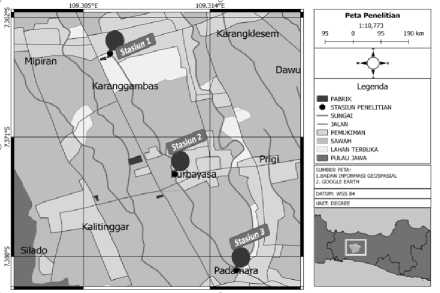 109.305°E
109.314°E
7.362°S
Karangklesem
Stasiun 1
Mipiran
Dawu
Karanggambas
7.371°S
Stasiun 2
Prigi
Kalitinggar
Stasiun 3
Silado
7.380°S
Padamara
Peta Penelitian
1:10,773
95 0 95 190 km
Legenda
PABRIK
STASIUN PENELITIAN
SUNGAI
JALAN
PEMUKIMAN
SAWAH
LAHAN TERBUKA
PULAU JAWA
SUMBER PETA:
1.BADAN INFORMASI GEOSPASIAL
2. GOOGLE EARTH
DATUM: WGS 84
UNIT: DEGREE